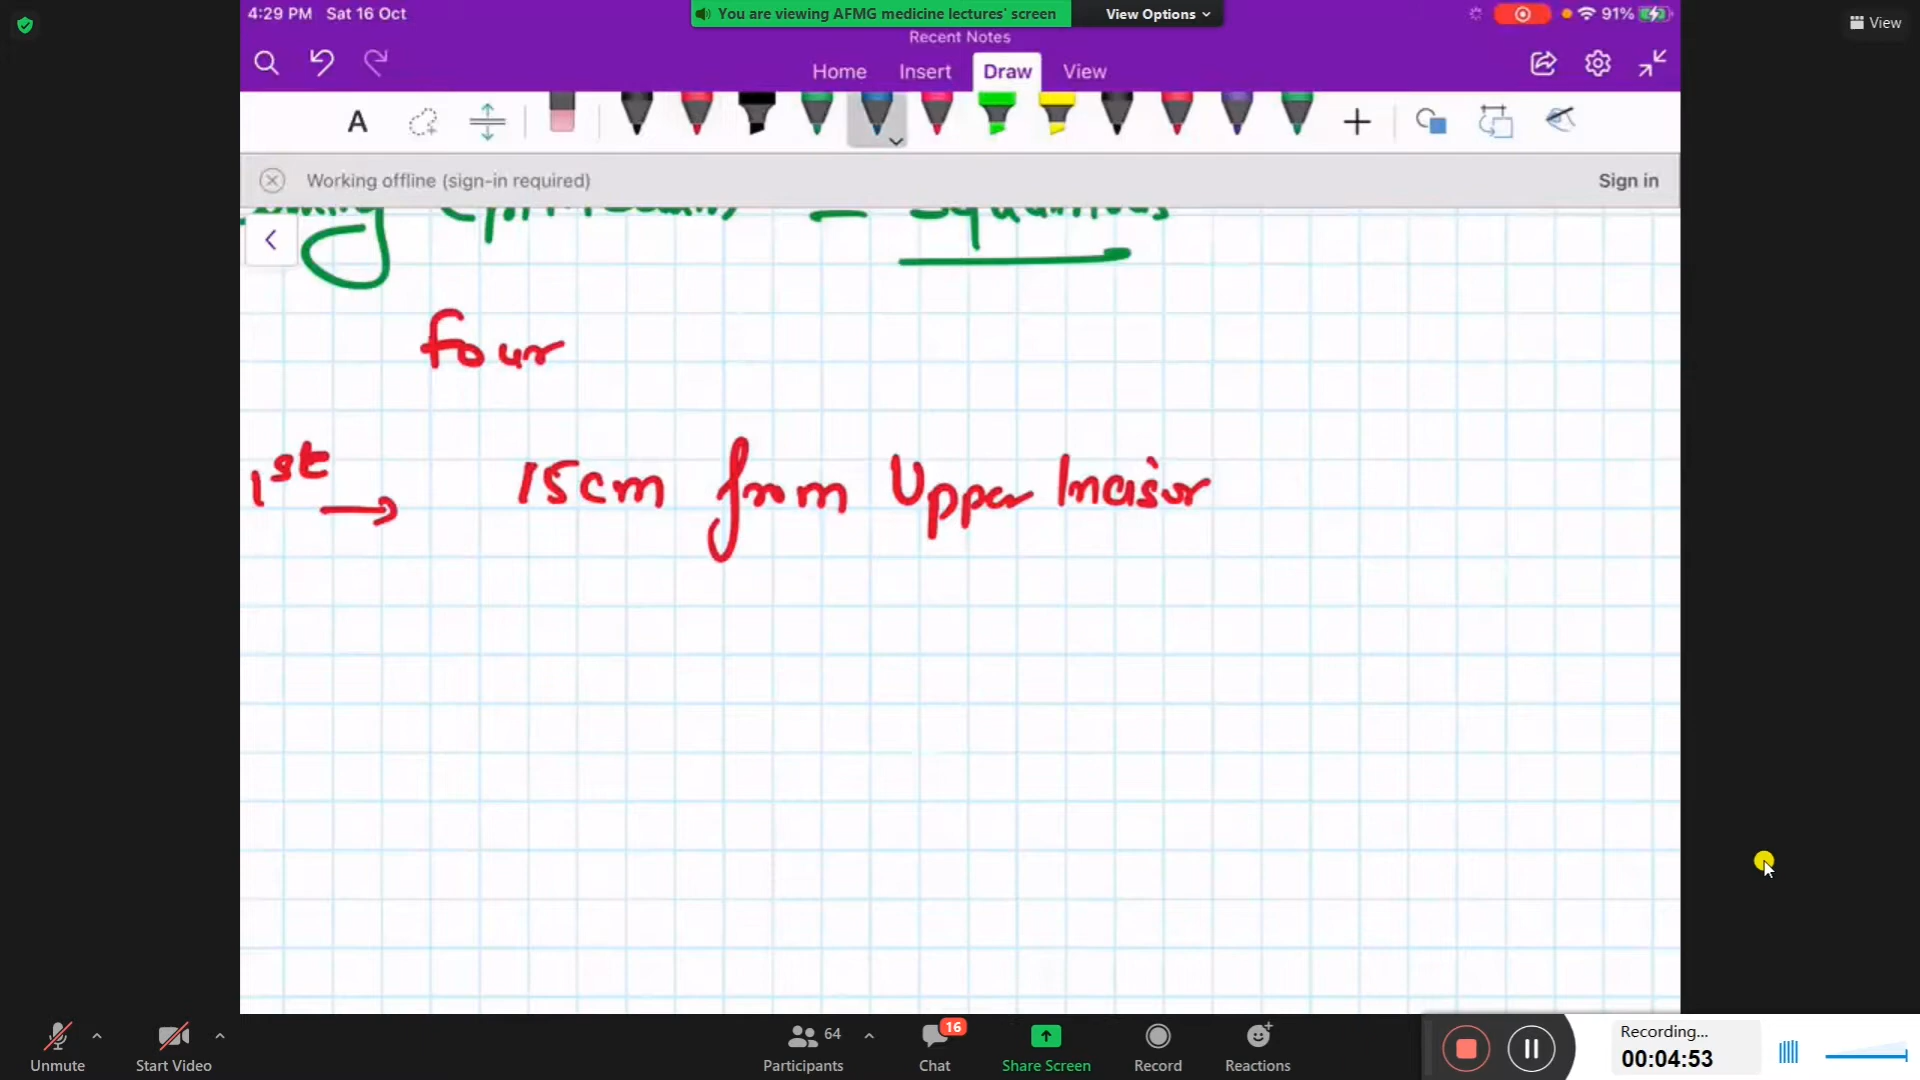 4:29 PM Sat 16 Oct
You are viewing AFMG medicine lectures' screen
View Options
91%
View
Recent Notes
Home Insert Draw View
A
Working offline (sign-in required)
Sign in
= Squamous
four
1st → 15cm from Upper Incisor
Unmute
Start Video
64
Participants
16
Chat
Share Screen
Record
Reactions
Recording...
00:04:53